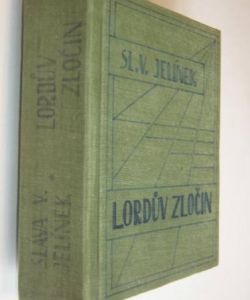 SL.V. JELÍNEK
LORDŮV ZLOČIN
SLÁVA V.
JELÍNEK •
LORDŮV
ZLOČIN